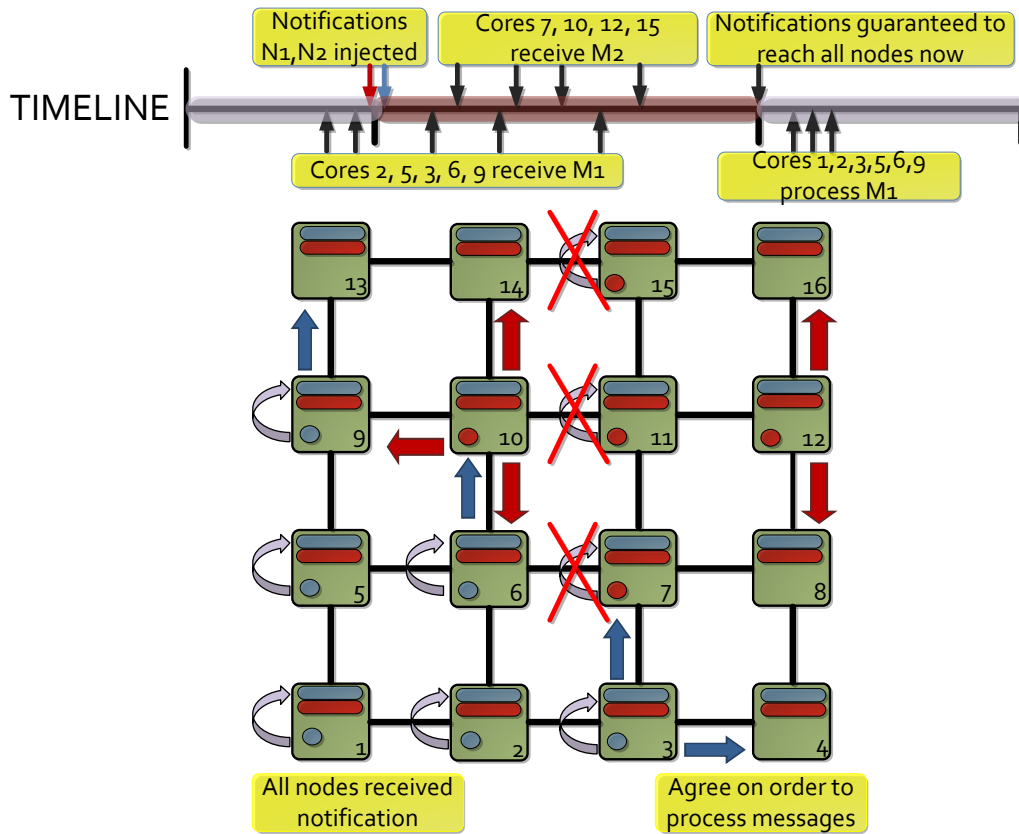 Notifications
N1,N2 injected
Cores 7, 10, 12, 15
receive M2
Notifications guaranteed to
reach all nodes now
TIMELINE
Cores 2, 5, 3, 6, 9 receive M1
Cores 1,2,3,5,6,9
process M1
13
14
15
16
9
10
11
12
5
6
7
8
1
2
3
4
All nodes received
notification
Agree on order to
process messages